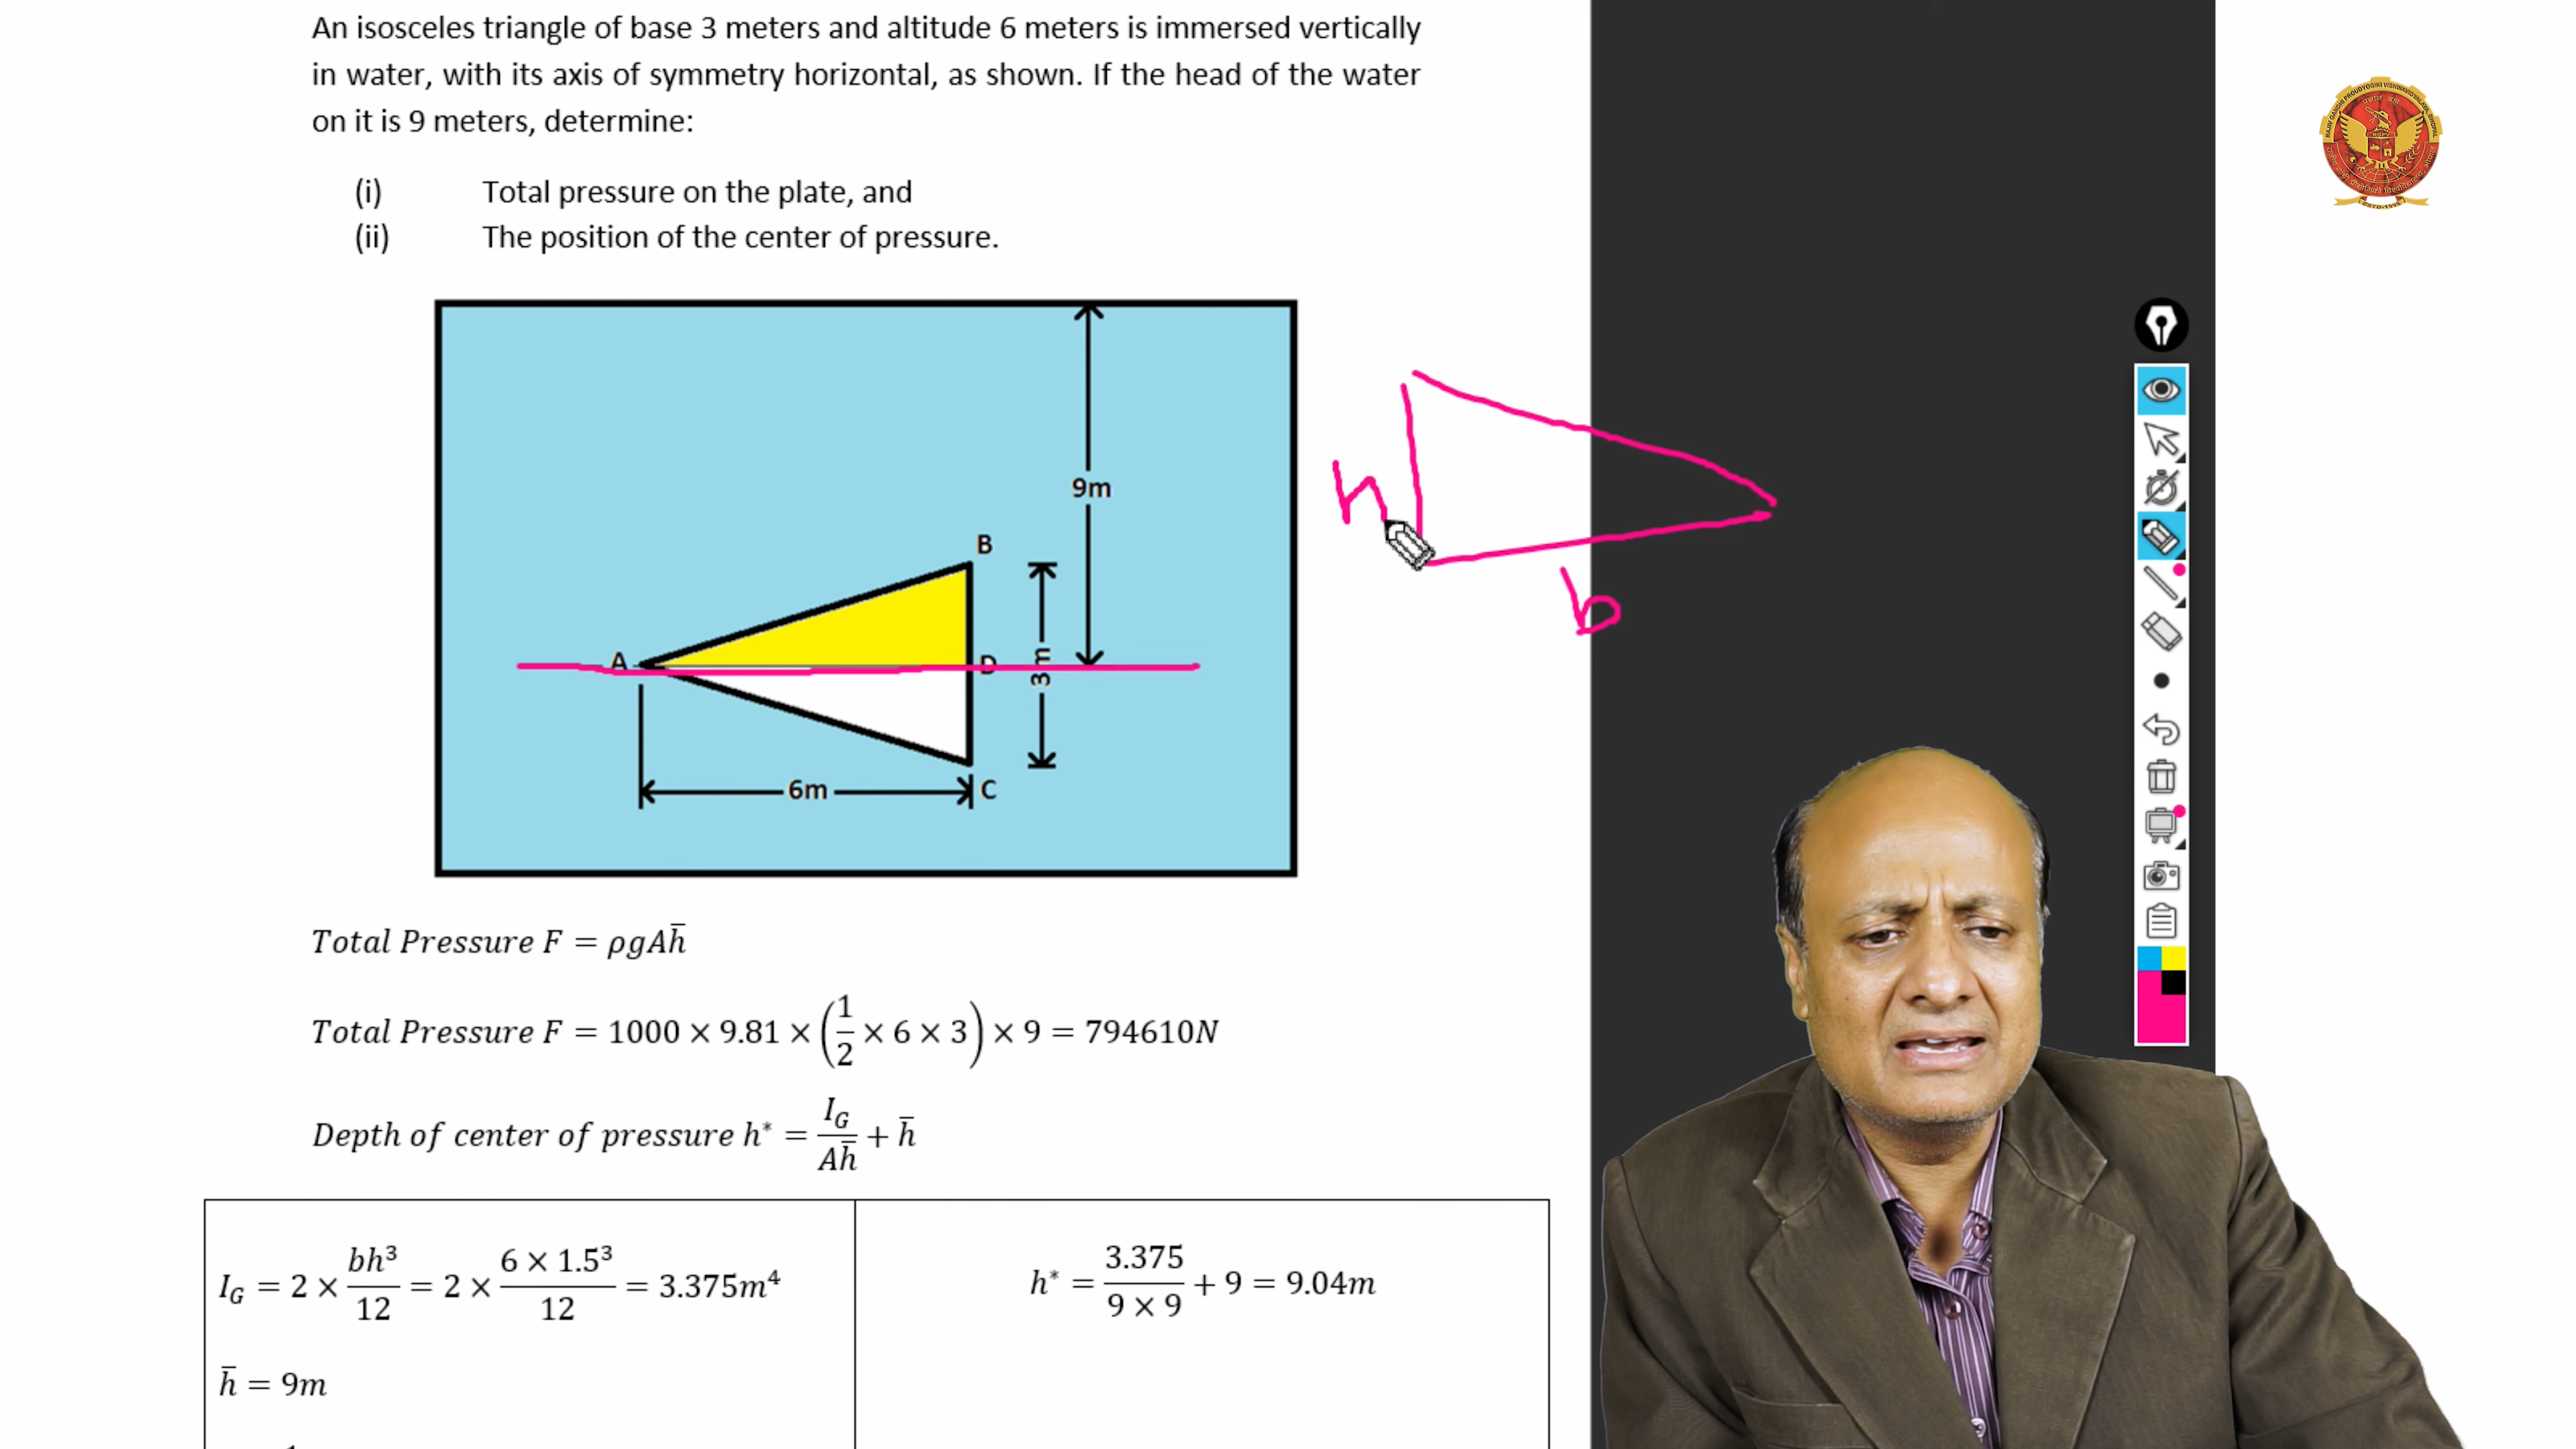 An isosceles triangle of base 3 meters and altitude 6 meters is immersed vertically
in water, with its axis of symmetry horizontal, as shown. If the head of the water
on it is 9 meters, determine:
(i) Total pressure on the plate, and
(ii) The position of the center of pressure.
9m
B
A
D
3m
6m
C
h
b
Total Pressure F = ρgAh̄
Total Pressure F = 1000 × 9.81 × (1/2 × 6 × 3) × 9 = 794610N
Depth of center of pressure h* = I_G/Ah̄ + h̄
I_G = 2 × bh³/12 = 2 × 6 × 1.5³/12 = 3.375m⁴
h̄ = 9m
h* = 3.375/9 × 9 + 9 = 9.04m